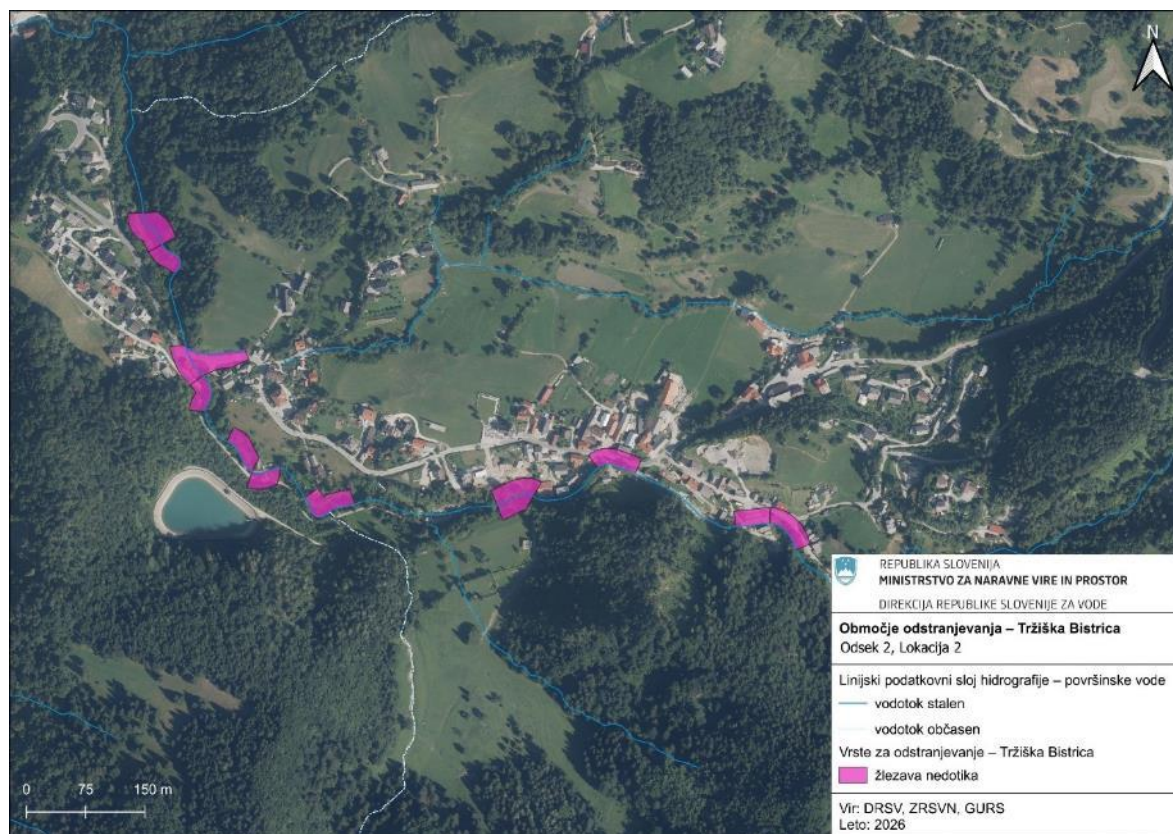 N
REPUBLIKA SLOVENIJA
MINISTRSTVO ZA NARAVNE VIRE IN PROSTOR
DIREKCIJA REPUBLIKE SLOVENIJE ZA VODE
Območje odstranjevanja – Tržiška Bistrica
Odsek 2, Lokacija 2
Linijski podatkovni sloj hidrografije – površinske vode
vodotok stalen
vodotok občasen
Vrste za odstranjevanje – Tržiška Bistrica
žlezava nedotika
0 75 150 m
Vir: DRSV, ZRSVN, GURS
Leto: 2026